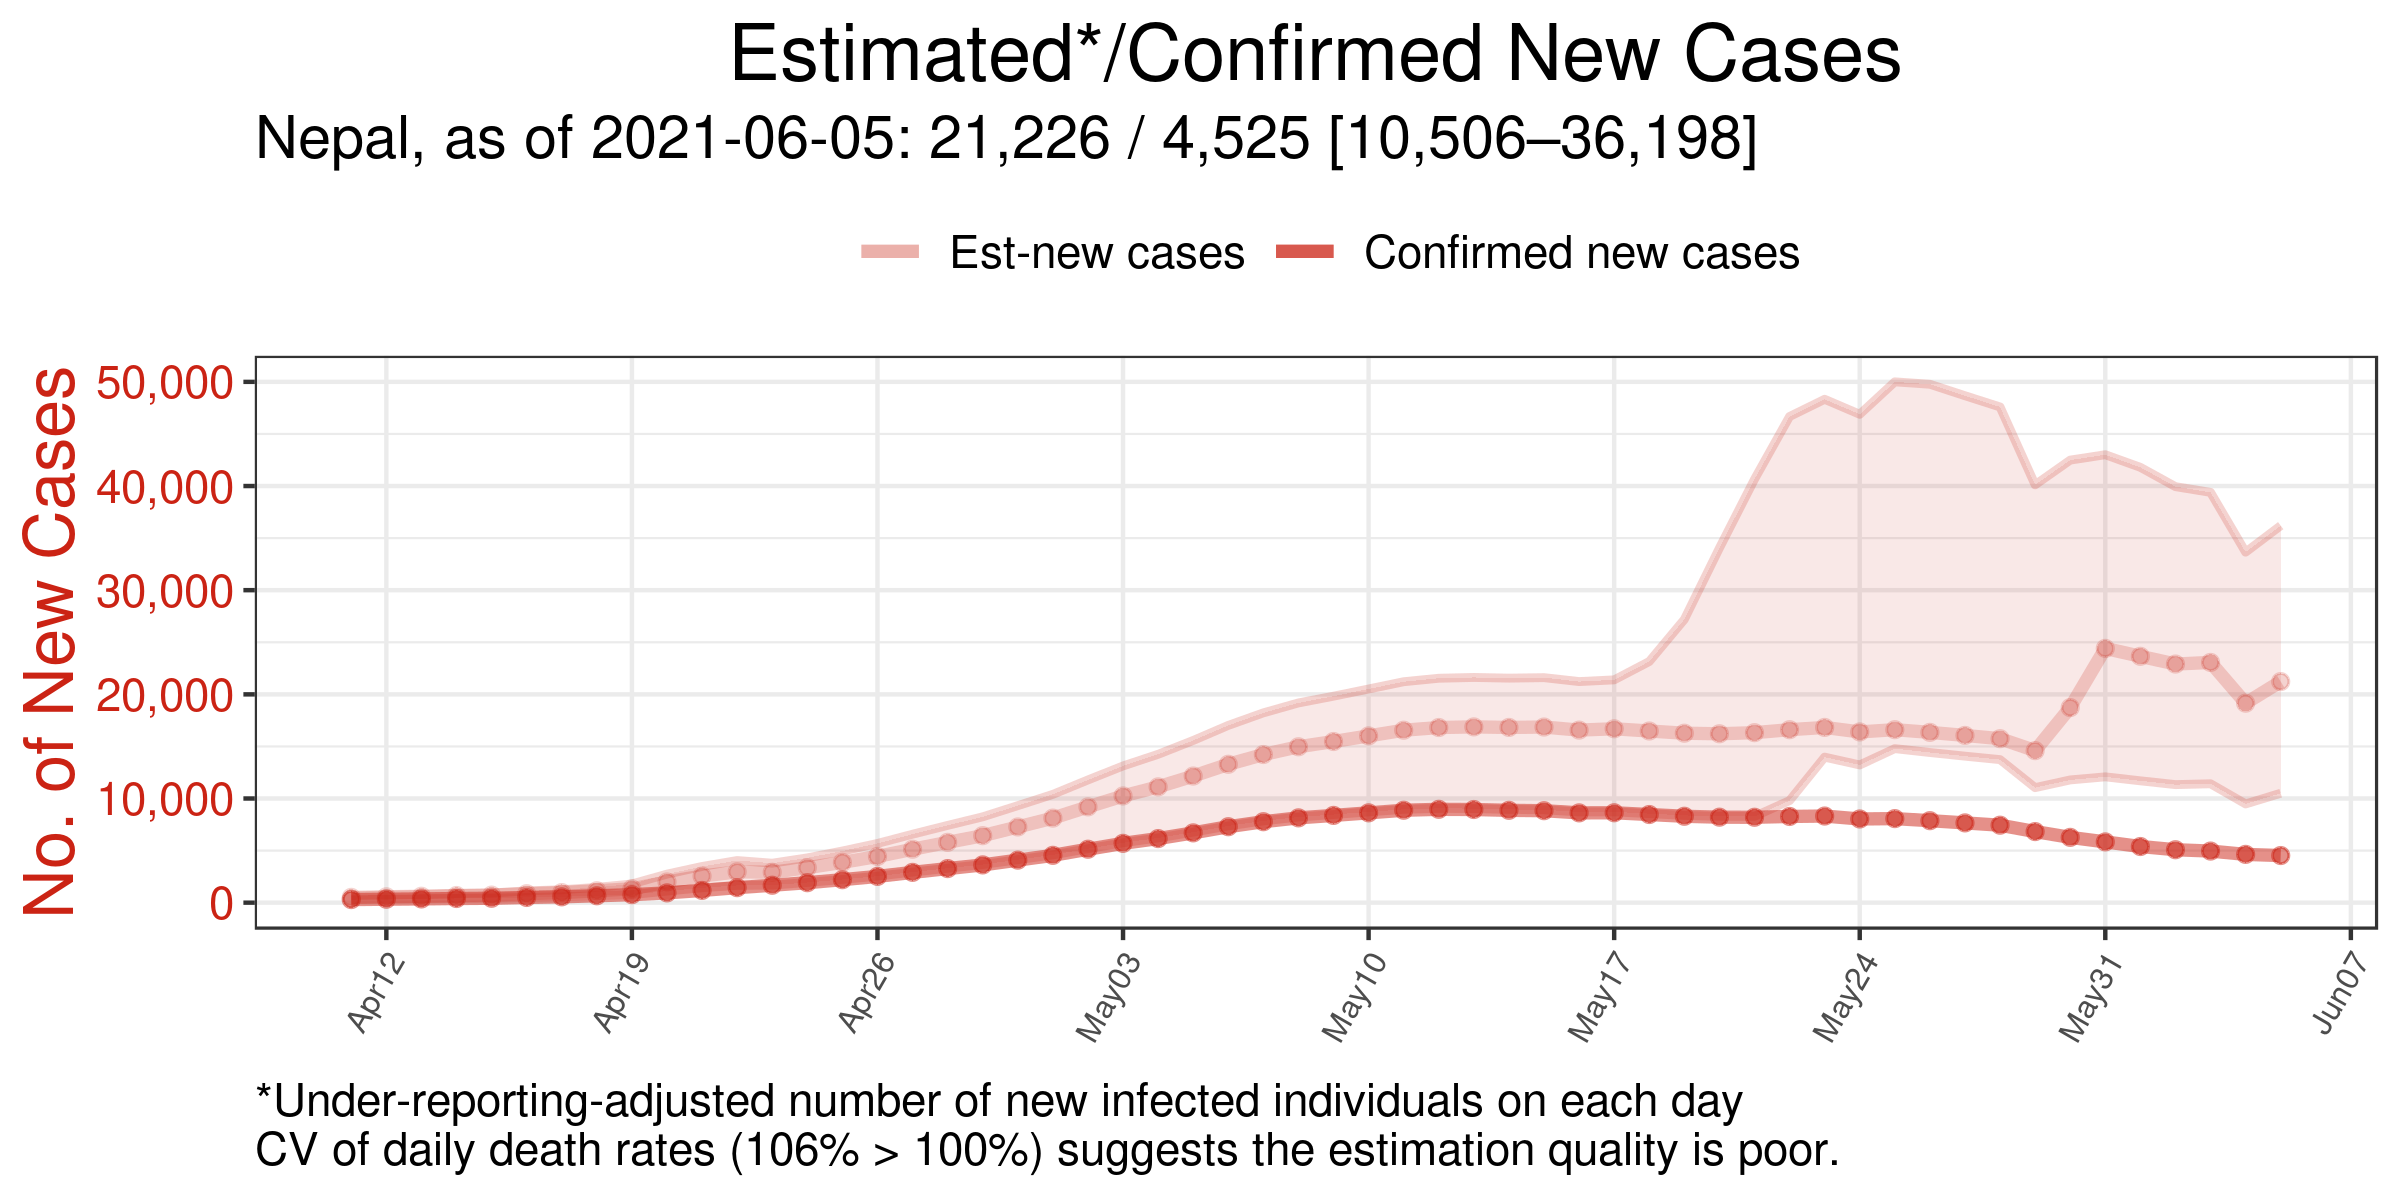 Estimated*/Confirmed New Cases
Nepal, as of 2021-06-05: 21,226 / 4,525 [10,506–36,198]
Est-new cases
Confirmed new cases
No. of New Cases
50,000
40,000
30,000
20,000
10,000
0
Apr12
Apr19
Apr26
May03
May10
May17
May24
May31
Jun07
*Under-reporting-adjusted number of new infected individuals on each day
CV of daily death rates (106% > 100%) suggests the estimation quality is poor.